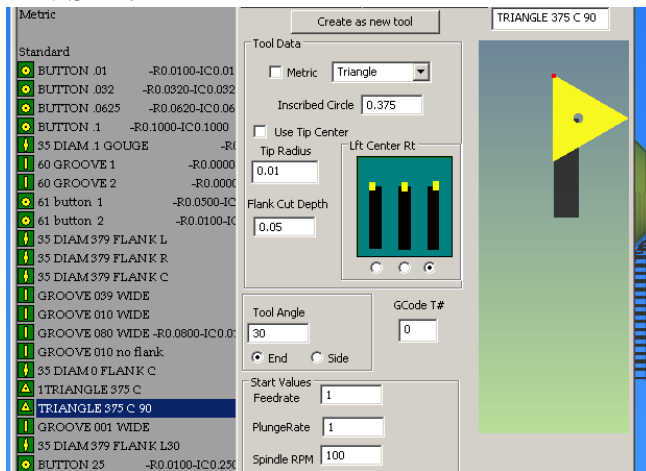 Metric
Standard
BUTTON .01 -R0.0100-IC0.01
BUTTON .032 -R0.0320-IC0.032
BUTTON .0625 -R0.0620-IC0.06
BUTTON .1 -R0.1000-IC0.1000
35 DIAM .1 GOUGE -R(
60 GROOVE 1 -R0.0000
60 GROOVE 2 -R0.0000
61 button 1 -R0.0500-IC
61 button 2 -R0.0100-IC
35 DIAM 379 FLANK L
35 DIAM 379 FLANK R
35 DIAM 379 FLANK C
GROOVE 039 WIDE
GROOVE 010 WIDE
GROOVE 080 WIDE -R0.0800-IC0.0
GROOVE 010 no flank
35 DIAM 0 FLANK C
1TRIANGLE 375 C
TRIANGLE 375 C 90
GROOVE 001 WIDE
35 DIAM 379 FLANK L30
BUTTON 25 -R0.0100-IC0.250
Create as new tool
Tool Data
Metric Triangle
Inscribed Circle 0.375
Use Tip Center
Tip Radius
0.01
Flank Cut Depth
0.05
Lft Center Rt
Tool Angle
30
End Side
GCode T#
0
Start Values
Feedrate 1
PlungeRate 1
Spindle RPM 100
TRIANGLE 375 C 90